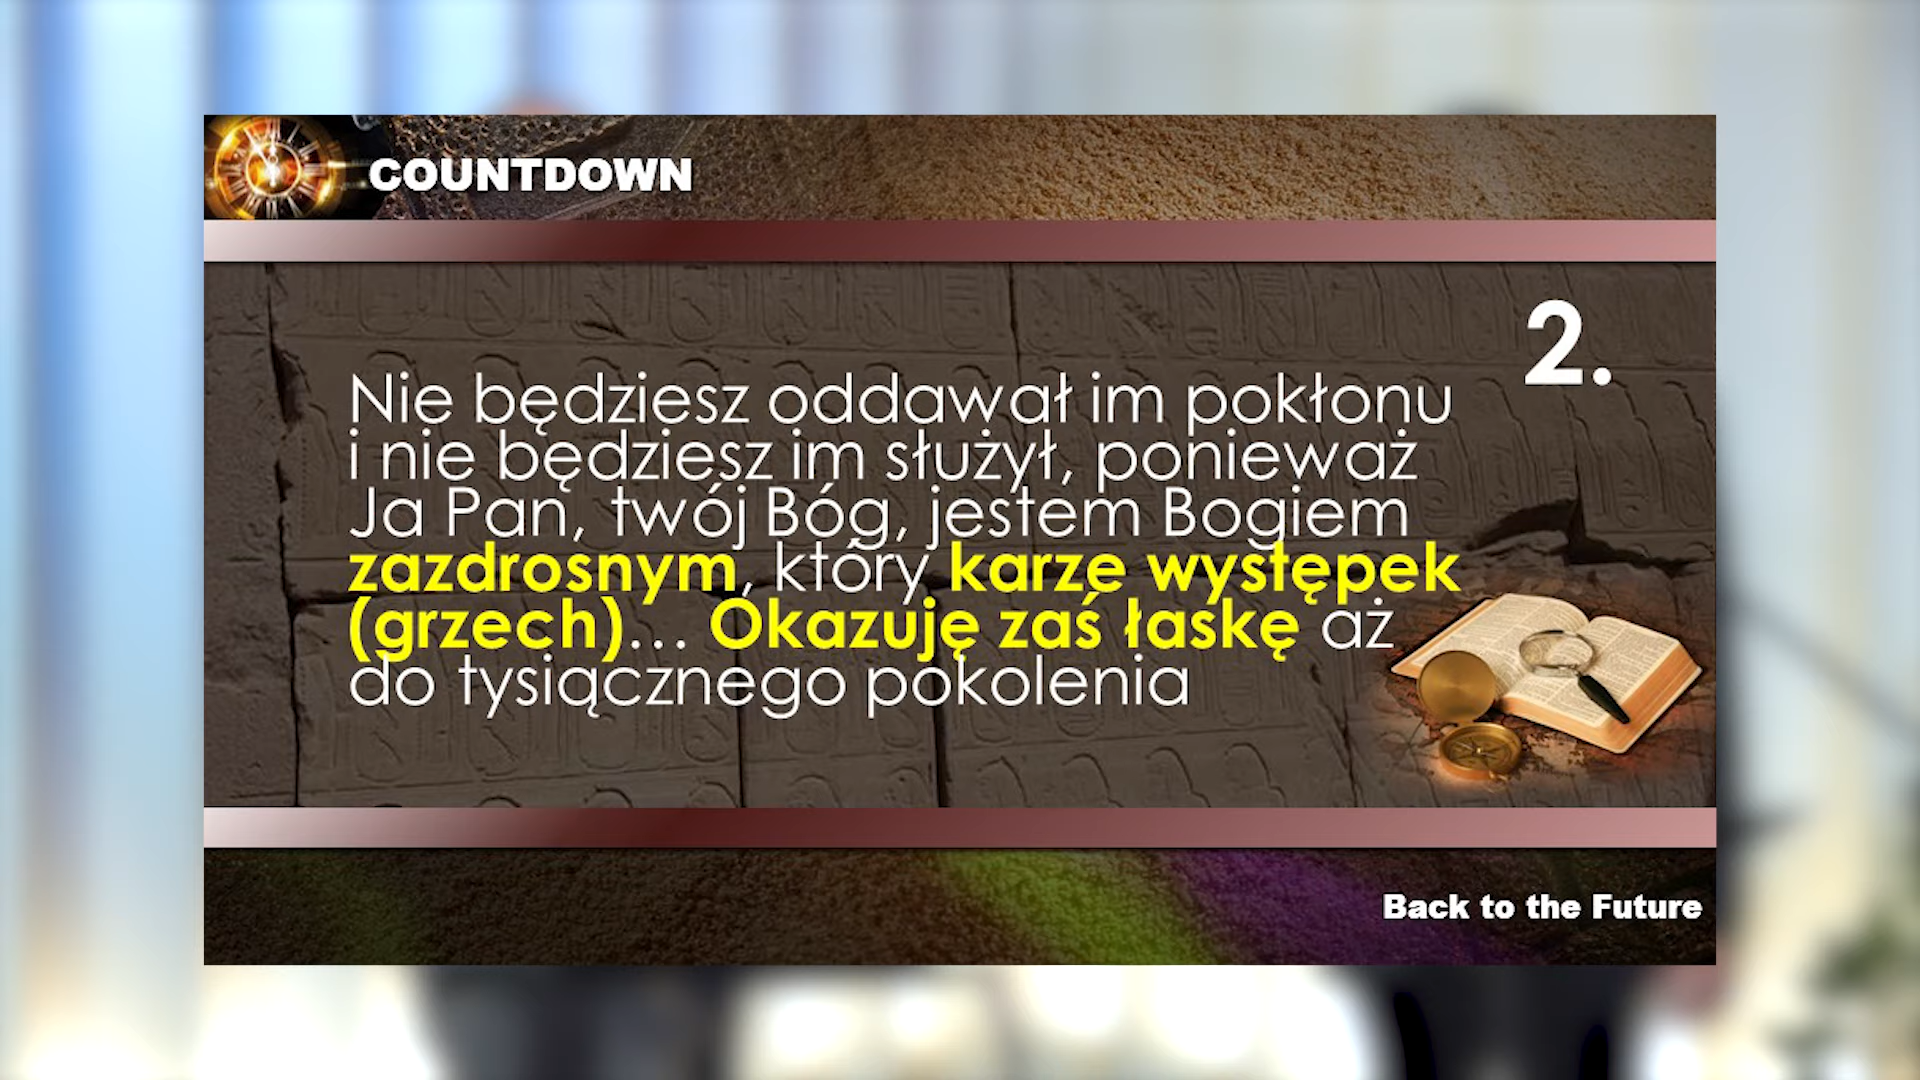 COUNTDOWN
2.
Nie będziesz oddawał im pokłonu
i nie będziesz im służył, ponieważ
Ja Pan, twój Bóg, jestem Bogiem
zazdrosnym, który karze występek
(grzech)... Okazuję zaś łaskę aż
do tysiącznego pokolenia
Back to the Future